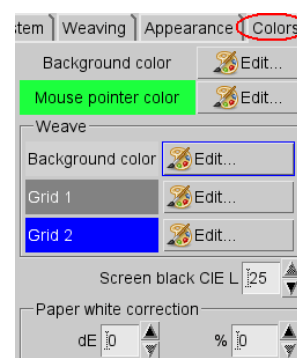 tem Weaving Appearance Colors
Background color Edit...
Mouse pointer color Edit...
Weave
Background color Edit...
Grid 1 Edit...
Grid 2 Edit...
Screen black CIE L 25
Paper white correction
dE 0 % 0